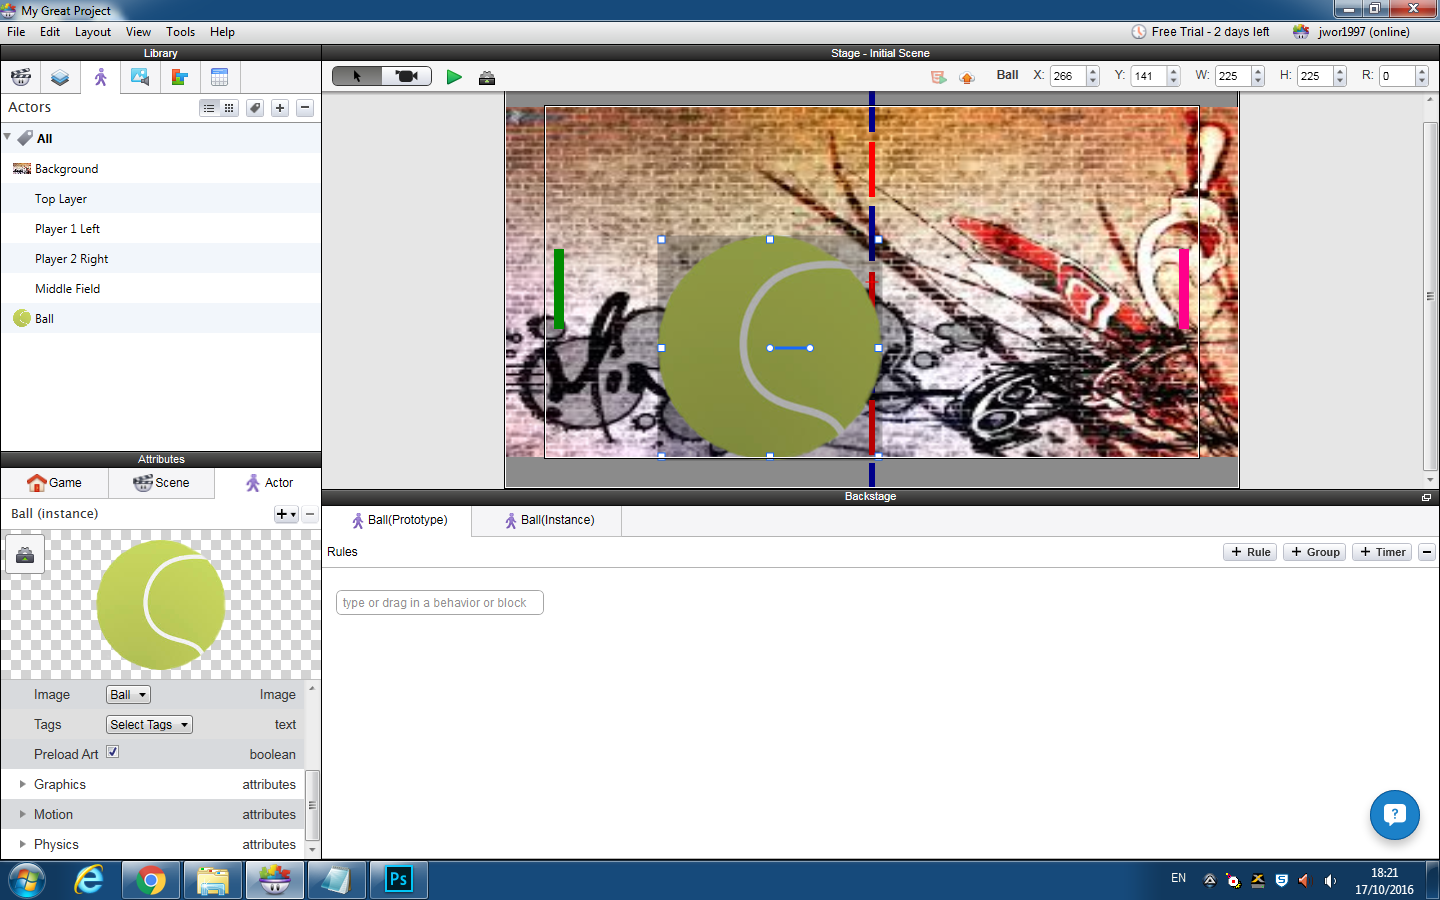 My Great Project
File Edit Layout View Tools Help
Free Trial - 2 days left jwor1997 (online)
Library
Stage - Initial Scene
Ball X: 266 Y: 141 W: 225 H: 225 R: 0
Actors
All
Background
Top Layer
Player 1 Left
Player 2 Right
Middle Field
Ball
Attributes
Game Scene Actor
Ball (instance)
Image Ball Image
Tags Select Tags text
Preload Art boolean
Graphics attributes
Motion attributes
Physics attributes
Backstage
Ball(Prototype) Ball(Instance)
Rules + Rule + Group + Timer
type or drag in a behavior or block
Ps
EN
18:21
17/10/2016